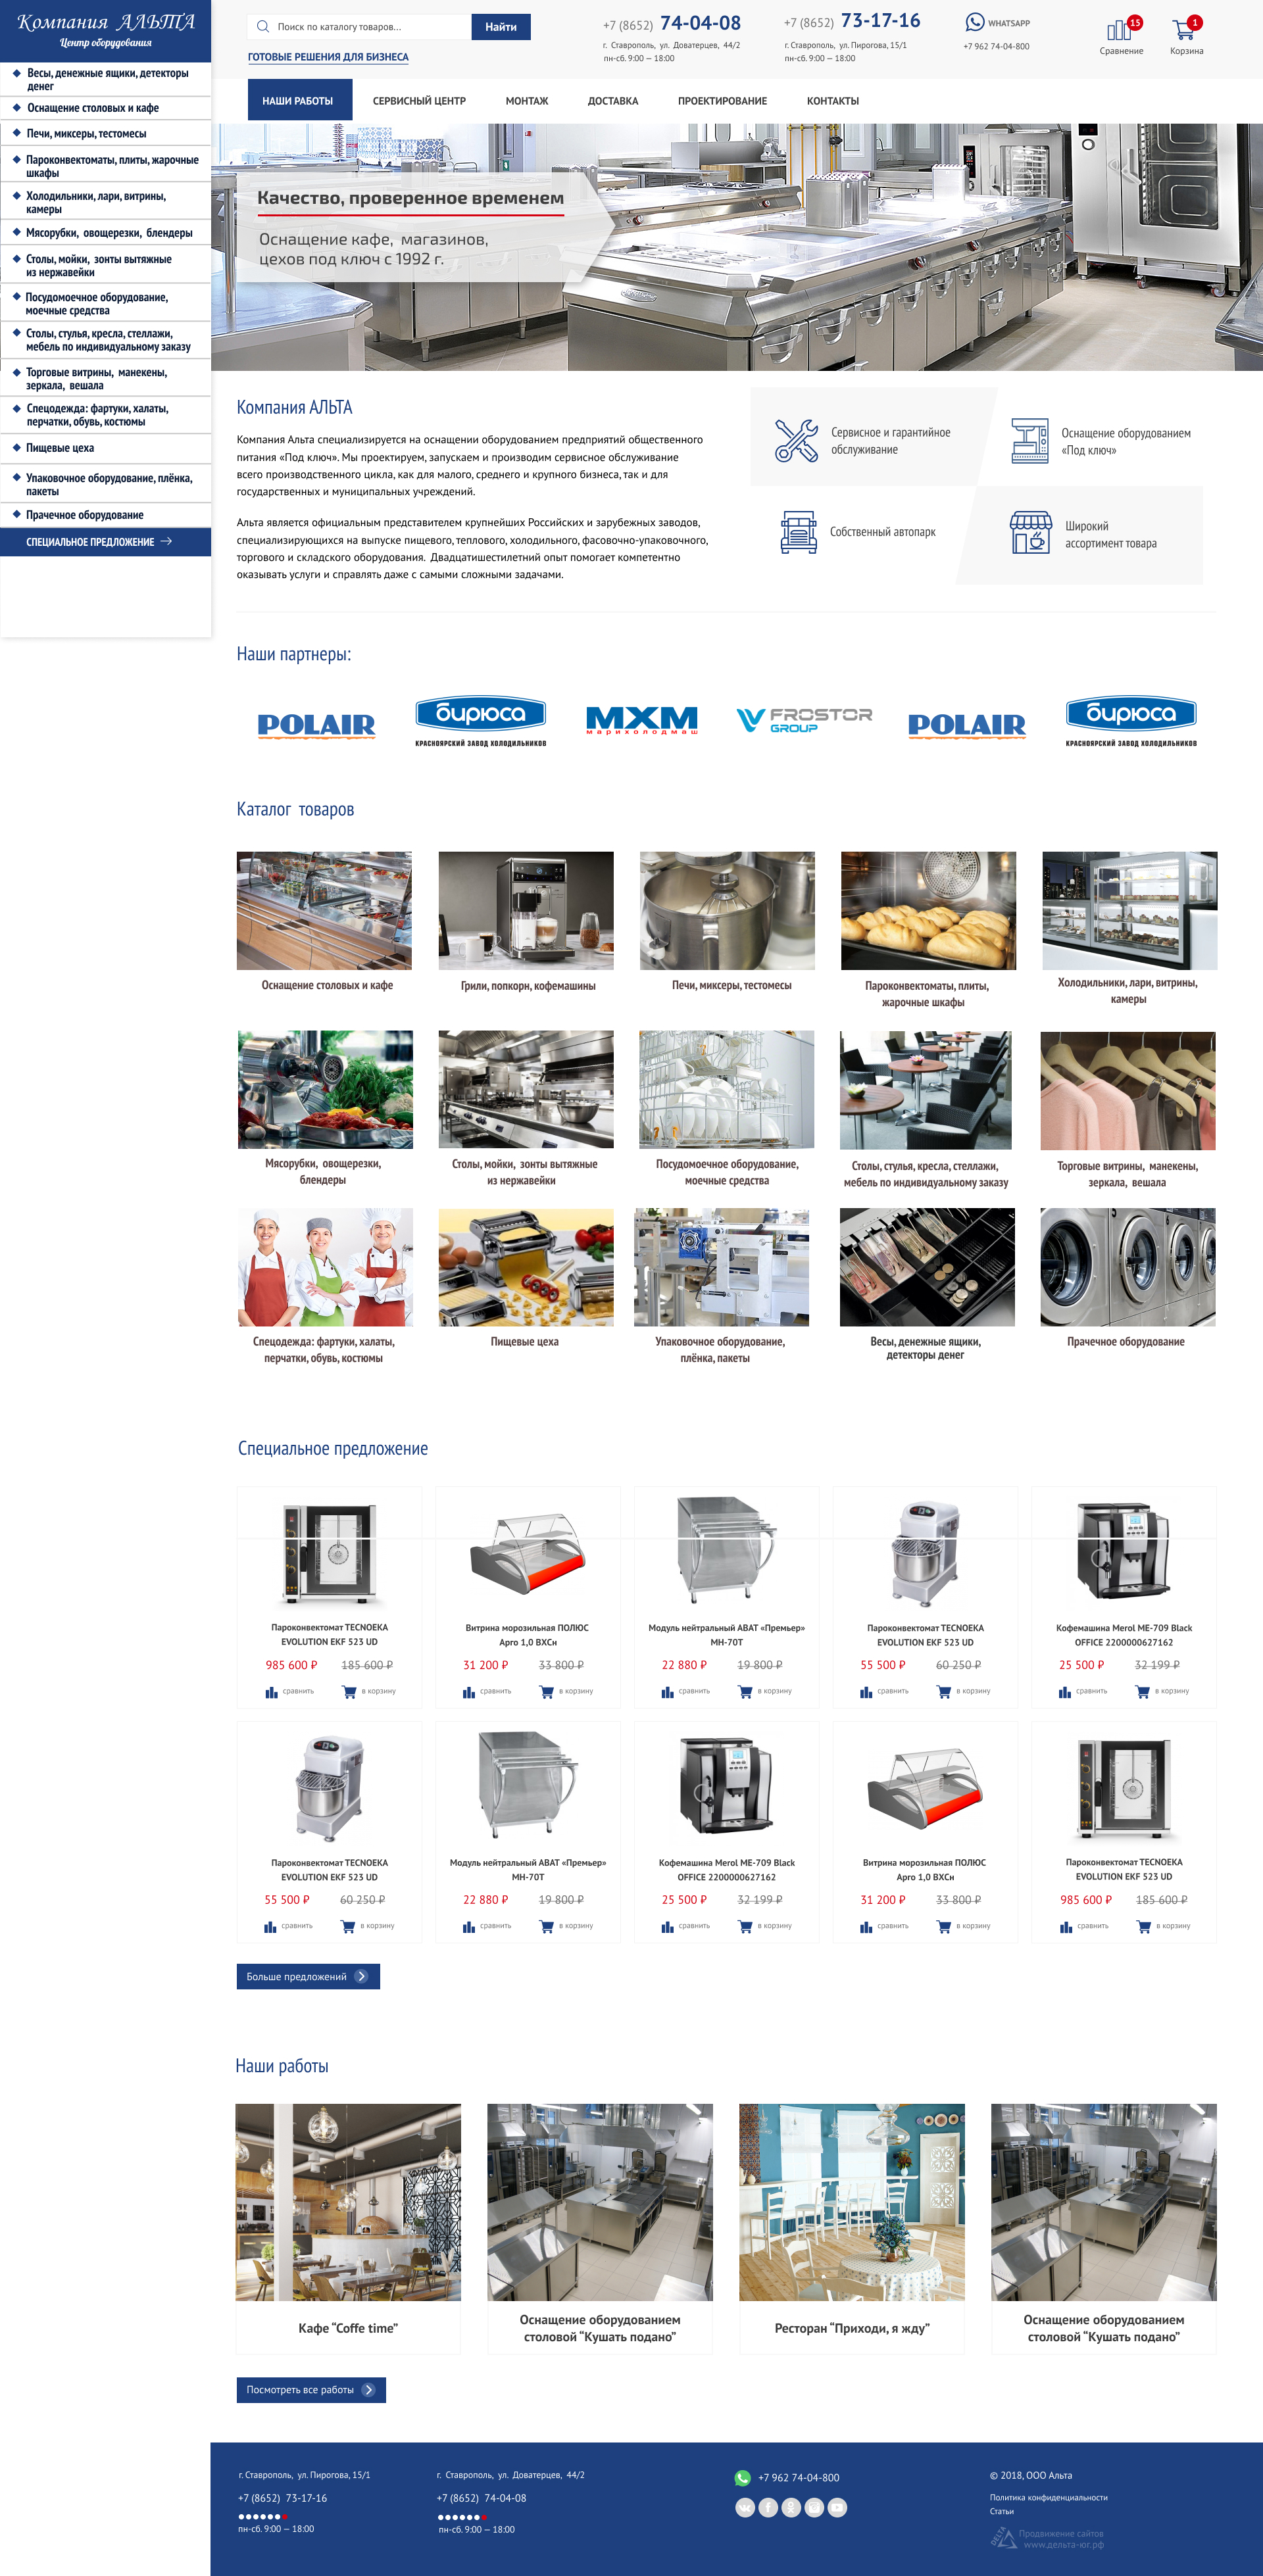 Компания АЛЬТА
Центр оборудования
Весы, денежные ящики, детекторы
денег
Оснащение столовых и кафе
Печи, миксеры, тестомесы
Пароконвектоматы, плиты, жарочные
шкафы
Холодильники, лари, витрины,
камеры
Мясорубки, овощерезки, блендеры
Столы, мойки, зонты вытяжные
из нержавейки
Посудомоечное оборудование,
моечные средства
Столы, стулья, кресла, стеллажи,
мебель по индивидуальному заказу
Торговые витрины, манекены,
зеркала, вешала
Спецодежда: фартуки, халаты,
перчатки, обувь, костюмы
Пищевые цеха
Упаковочное оборудование, плёнка,
пакеты
Прачечное оборудование
СПЕЦИАЛЬНОЕ ПРЕДЛОЖЕНИЕ
Поиск по каталогу товаров...
Найти
ГОТОВЫЕ РЕШЕНИЯ ДЛЯ БИЗНЕСА
+7 (8652) 74-04-08
г. Ставрополь, ул. Доватерцев, 44/2
пн-сб. 9:00 — 18:00
+7 (8652) 73-17-16
г. Ставрополь, ул. Пирогова, 15/1
пн-сб. 9:00 — 18:00
WHATSAPP
+7 962 74-04-800
15
Сравнение
1
Корзина
НАШИ РАБОТЫ СЕРВИСНЫЙ ЦЕНТР МОНТАЖ ДОСТАВКА ПРОЕКТИРОВАНИЕ КОНТАКТЫ
Качество, проверенное временем
Оснащение кафе, магазинов,
цехов под ключ с 1992 г.
Компания АЛЬТА
Компания Альта специализируется на оснащении оборудованием предприятий общественного
питания «Под ключ». Мы проектируем, запускаем и производим сервисное обслуживание
всего производственного цикла, как для малого, среднего и крупного бизнеса, так и для
государственных и муниципальных учреждений.
Альта является официальным представителем крупнейших Российских и зарубежных заводов,
специализирующихся на выпуске пищевого, теплового, холодильного, фасовочно-упаковочного,
торгового и складского оборудования. Двадцатишестилетний опыт помогает компетентно
оказывать услуги и справлять даже с самыми сложными задачами.
Сервисное и гарантийное
обслуживание
Оснащение оборудованием
«Под ключ»
Собственный автопарк
Широкий
ассортимент товара
Наши партнеры:
POLAIR
бирюса
КРАСНОЯРСКИЙ ЗАВОД ХОЛОДИЛЬНИКОВ
МХМ
марихолодмаш
FROSTOR
GROUP
POLAIR
бирюса
КРАСНОЯРСКИЙ ЗАВОД ХОЛОДИЛЬНИКОВ
Каталог товаров
Оснащение столовых и кафе
Грили, попкорн, кофемашины
Печи, миксеры, тестомесы
Пароконвектоматы, плиты,
жарочные шкафы
Холодильники, лари, витрины,
камеры
Мясорубки, овощерезки,
блендеры
Столы, мойки, зонты вытяжные
из нержавейки
Посудомоечное оборудование,
моечные средства
Столы, стулья, кресла, стеллажи,
мебель по индивидуальному заказу
Торговые витрины, манекены,
зеркала, вешала
Спецодежда: фартуки, халаты,
перчатки, обувь, костюмы
Пищевые цеха
Упаковочное оборудование,
плёнка, пакеты
Весы, денежные ящики,
детекторы денег
Прачечное оборудование
Специальное предложение
Пароконвектомат TECNOEKA
EVOLUTION EKF 523 UD
985 600 ₽ 185 600 ₽
сравнить в корзину
Витрина морозильная ПОЛЮС
Арго 1,0 ВХСн
31 200 ₽ 33 800 ₽
сравнить в корзину
Модуль нейтральный ABAT «Премьер»
МН-70Т
22 880 ₽ 19 800 ₽
сравнить в корзину
Пароконвектомат TECNOEKA
EVOLUTION EKF 523 UD
55 500 ₽ 60 250 ₽
сравнить в корзину
Кофемашина Merol ME-709 Black
OFFICE 2200000627162
25 500 ₽ 32 199 ₽
сравнить в корзину
Пароконвектомат TECNOEKA
EVOLUTION EKF 523 UD
55 500 ₽ 60 250 ₽
сравнить в корзину
Модуль нейтральный ABAT «Премьер»
МН-70Т
22 880 ₽ 19 800 ₽
сравнить в корзину
Кофемашина Merol ME-709 Black
OFFICE 2200000627162
25 500 ₽ 32 199 ₽
сравнить в корзину
Витрина морозильная ПОЛЮС
Арго 1,0 ВХСн
31 200 ₽ 33 800 ₽
сравнить в корзину
Пароконвектомат TECNOEKA
EVOLUTION EKF 523 UD
985 600 ₽ 185 600 ₽
сравнить в корзину
Больше предложений
Наши работы
Кафе “Coffe time”
Оснащение оборудованием
столовой “Кушать подано”
Ресторан “Приходи, я жду”
Оснащение оборудованием
столовой “Кушать подано”
Посмотреть все работы
г. Ставрополь, ул. Пирогова, 15/1
+7 (8652) 73-17-16
пн-сб. 9:00 — 18:00
г. Ставрополь, ул. Доватерцев, 44/2
+7 (8652) 74-04-08
пн-сб. 9:00 — 18:00
+7 962 74-04-800
© 2018, ООО Альта
Политика конфиденциальности
Статьи
DELTA
Продвижение сайтов
www.дельта-юг.рф